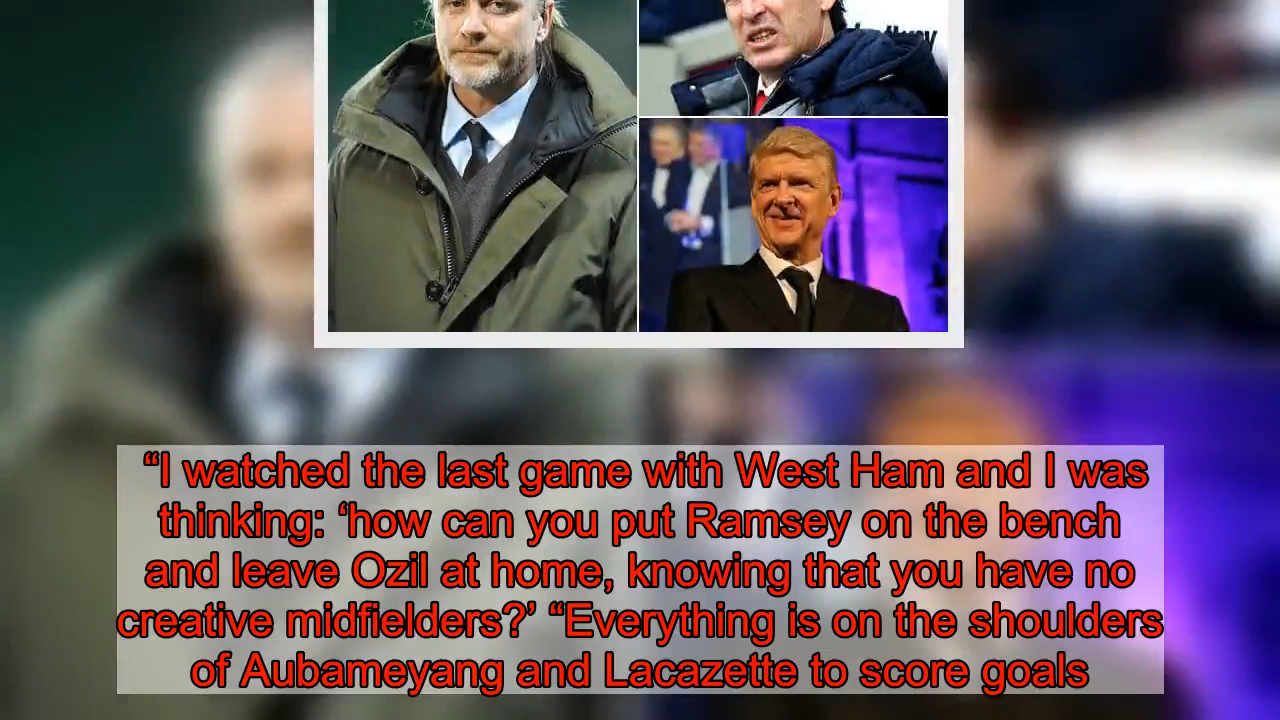 “I watched the last game with West Ham and I was
thinking: ‘how can you put Ramsey on the bench
and leave Ozil at home, knowing that you have no
creative midfielders?’ “Everything is on the shoulders
of Aubameyang and Lacazette to score goals